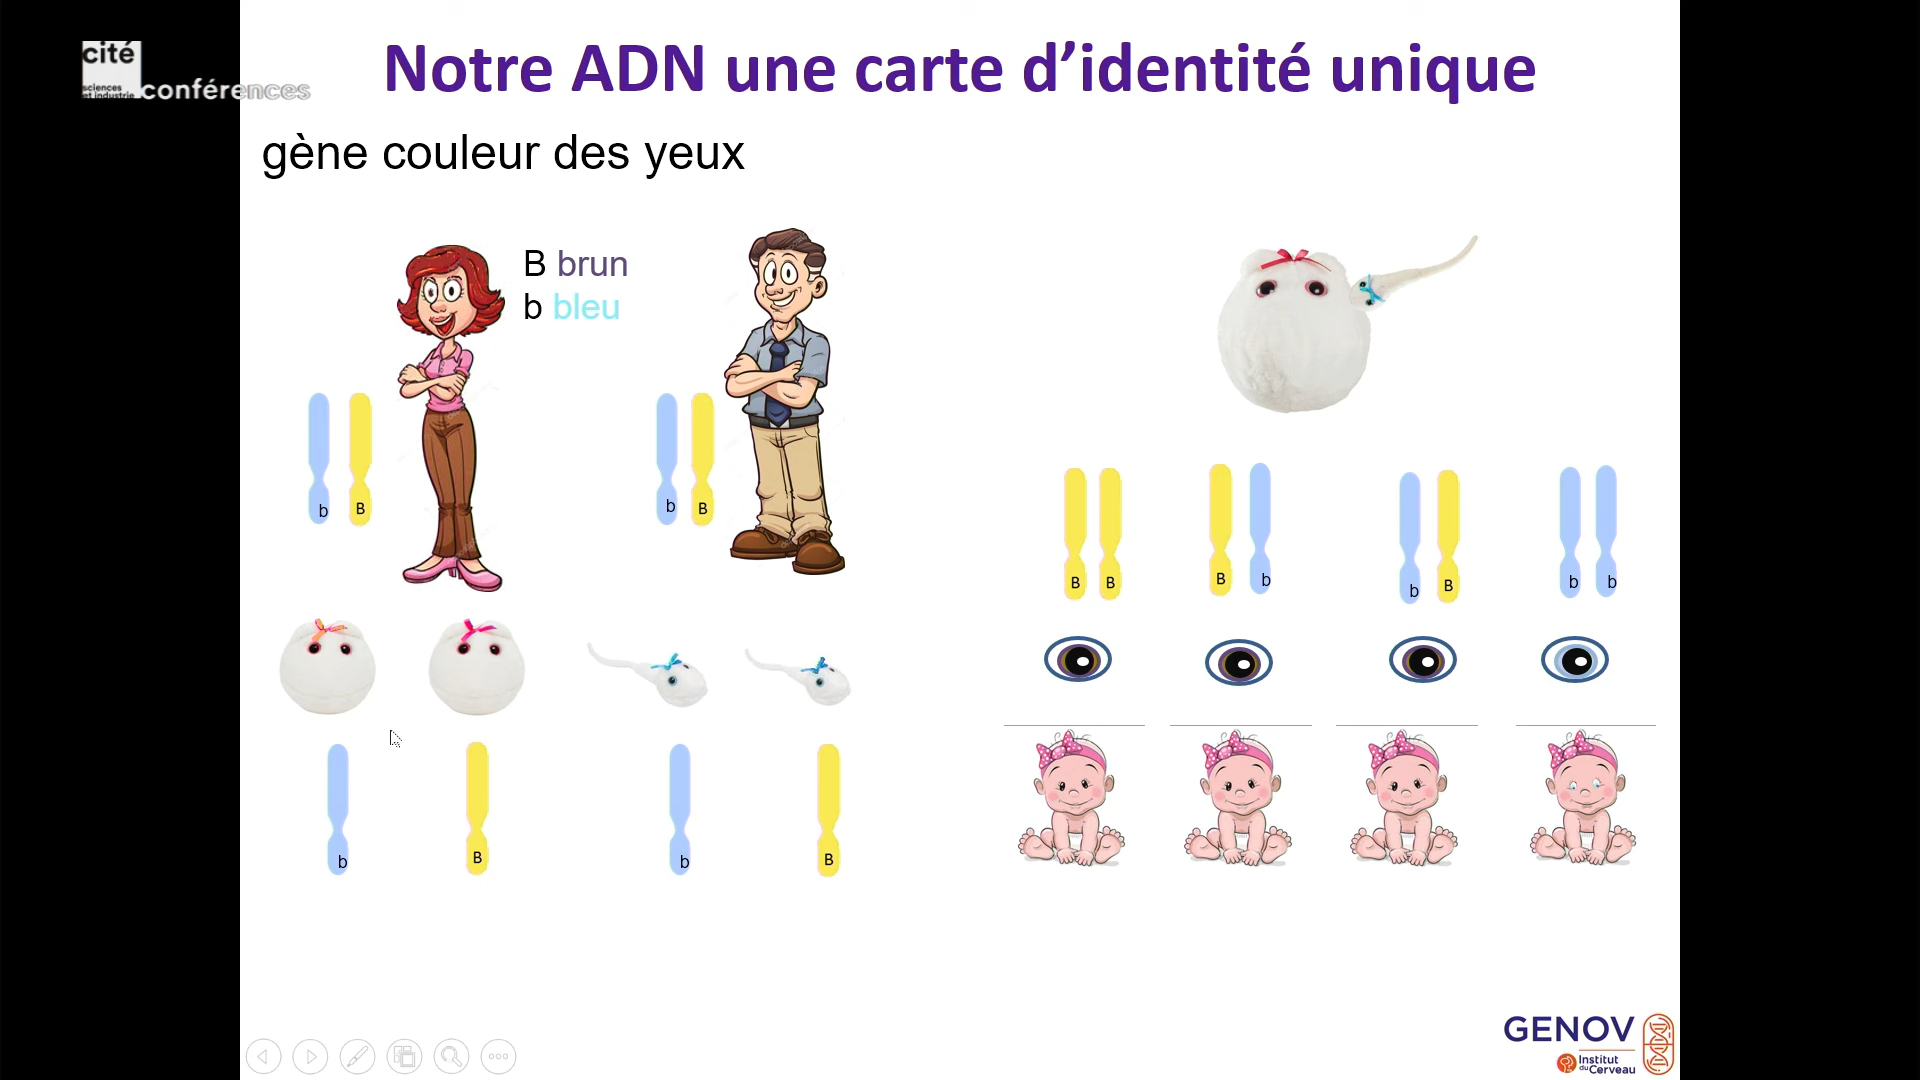 cité
sciences
et industrie
conférences
Notre ADN une carte d’identité unique
gène couleur des yeux
B brun
b bleu
b B
b B
B B
B b
b B
b b
b
B
b
B
GENOV
Institut
du Cerveau